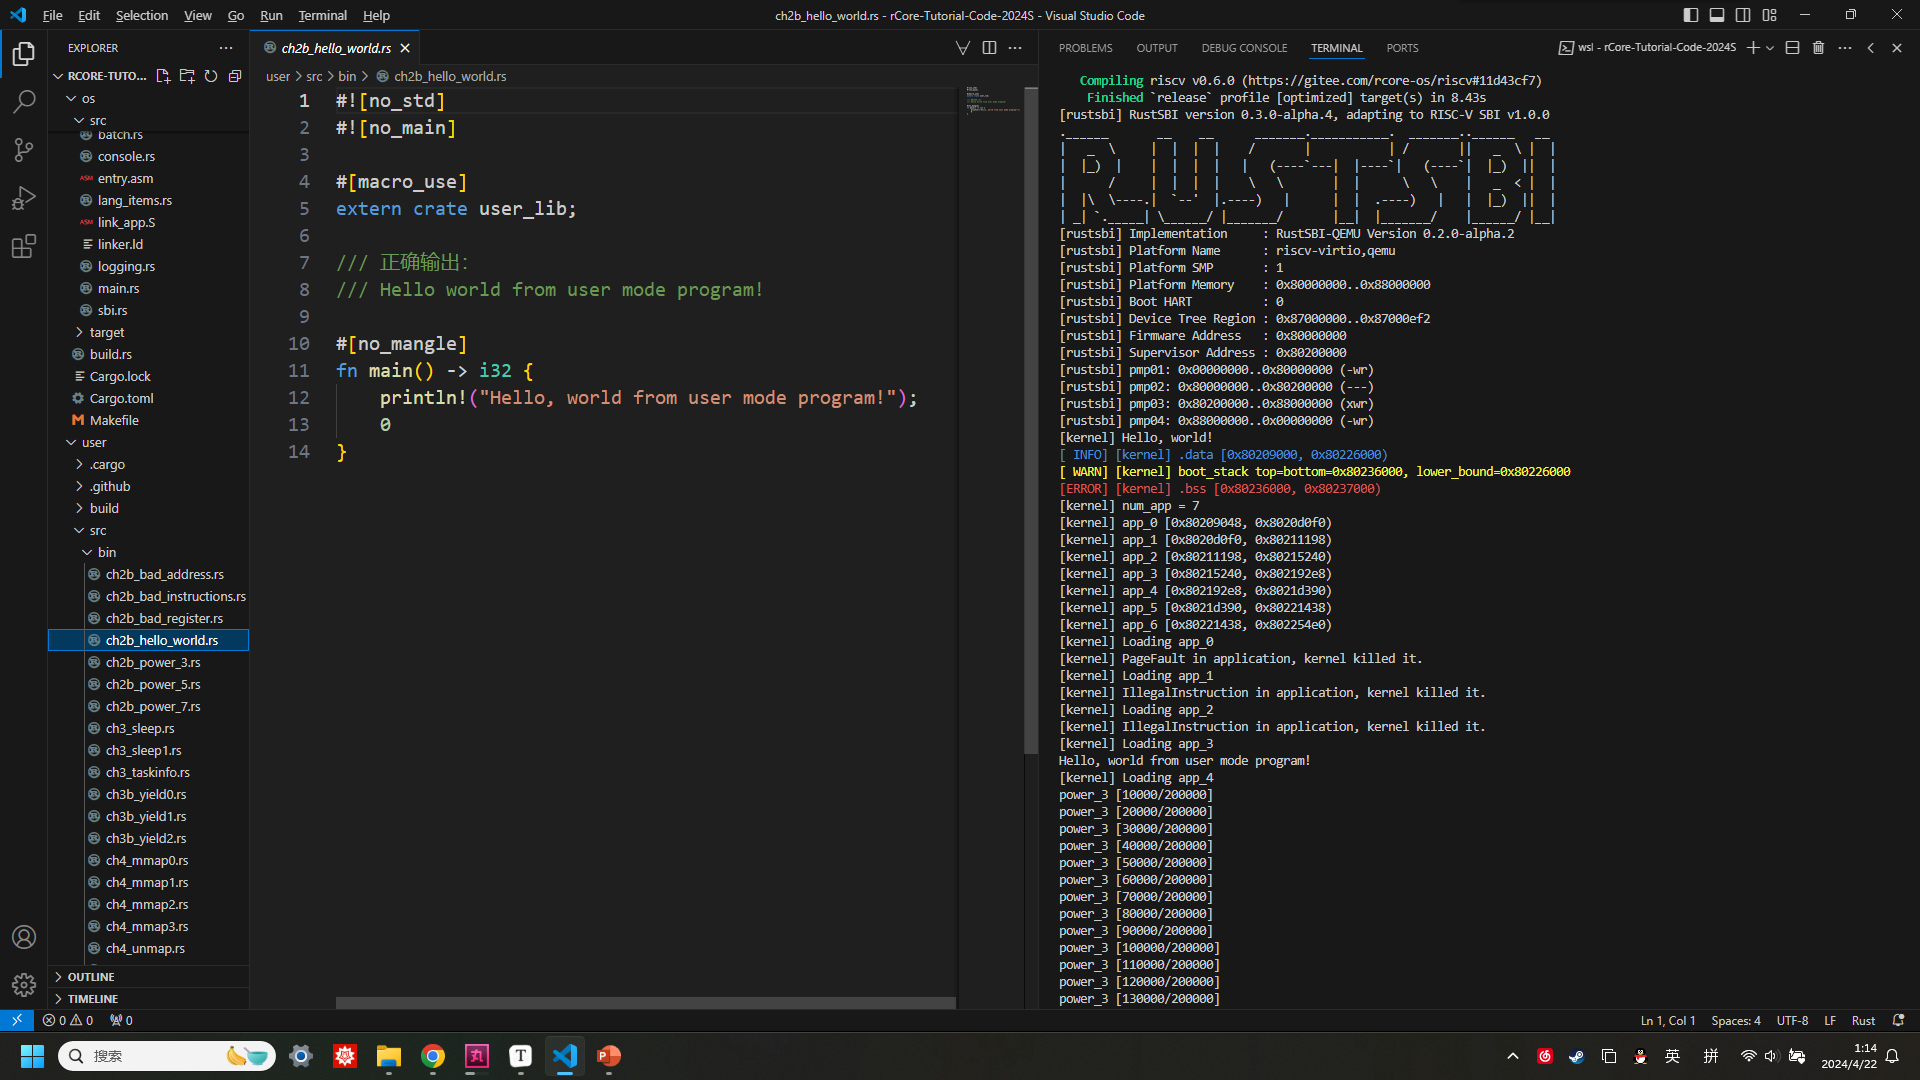 File Edit Selection View Go Run Terminal Help
ch2b_hello_world.rs - rCore-Tutorial-Code-2024S - Visual Studio Code
EXPLORER
RCORE-TUTO...
os
src
batch.rs
console.rs
ASM entry.asm
lang_items.rs
ASM link_app.S
linker.ld
logging.rs
main.rs
sbi.rs
target
build.rs
Cargo.lock
Cargo.toml
Makefile
user
.cargo
.github
build
src
bin
ch2b_bad_address.rs
ch2b_bad_instructions.rs
ch2b_bad_register.rs
ch2b_hello_world.rs
ch2b_power_3.rs
ch2b_power_5.rs
ch2b_power_7.rs
ch3_sleep.rs
ch3_sleep1.rs
ch3_taskinfo.rs
ch3b_yield0.rs
ch3b_yield1.rs
ch3b_yield2.rs
ch4_mmap0.rs
ch4_mmap1.rs
ch4_mmap2.rs
ch4_mmap3.rs
ch4_unmap.rs
OUTLINE
TIMELINE
ch2b_hello_world.rs
user > src > bin > ch2b_hello_world.rs
1 #![no_std]
2 #![no_main]
3
4 #[macro_use]
5 extern crate user_lib;
6
7 /// 正确输出:
8 /// Hello world from user mode program!
9
10 #[no_mangle]
11 fn main() -> i32 {
12 println!("Hello, world from user mode program!");
13 0
14 }
PROBLEMS OUTPUT DEBUG CONSOLE TERMINAL PORTS
wsl - rCore-Tutorial-Code-2024S
Compiling riscv v0.6.0 (https://gitee.com/rcore-os/riscv#11d43cf7)
Finished `release` profile [optimized] target(s) in 8.43s
[rustsbi] RustSBI version 0.3.0-alpha.4, adapting to RISC-V SBI v1.0.0
RUSTSBI
[rustsbi] Implementation : RustSBI-QEMU Version 0.2.0-alpha.2
[rustsbi] Platform Name : riscv-virtio,qemu
[rustsbi] Platform SMP : 1
[rustsbi] Platform Memory : 0x80000000..0x88000000
[rustsbi] Boot HART : 0
[rustsbi] Device Tree Region : 0x87000000..0x87000ef2
[rustsbi] Firmware Address : 0x80000000
[rustsbi] Supervisor Address : 0x80200000
[rustsbi] pmp01: 0x00000000..0x80000000 (-wr)
[rustsbi] pmp02: 0x80000000..0x80200000 (---)
[rustsbi] pmp03: 0x80200000..0x88000000 (xwr)
[rustsbi] pmp04: 0x88000000..0x00000000 (-wr)
[kernel] Hello, world!
[ INFO] [kernel] .data [0x80209000, 0x80226000)
[ WARN] [kernel] boot_stack top=bottom=0x80236000, lower_bound=0x80226000
[ERROR] [kernel] .bss [0x80236000, 0x80237000)
[kernel] num_app = 7
[kernel] app_0 [0x80209048, 0x8020d0f0)
[kernel] app_1 [0x8020d0f0, 0x80211198)
[kernel] app_2 [0x80211198, 0x80215240)
[kernel] app_3 [0x80215240, 0x802192e8)
[kernel] app_4 [0x802192e8, 0x8021d390)
[kernel] app_5 [0x8021d390, 0x80221438)
[kernel] app_6 [0x80221438, 0x802254e0)
[kernel] Loading app_0
[kernel] PageFault in application, kernel killed it.
[kernel] Loading app_1
[kernel] IllegalInstruction in application, kernel killed it.
[kernel] Loading app_2
[kernel] IllegalInstruction in application, kernel killed it.
[kernel] Loading app_3
Hello, world from user mode program!
[kernel] Loading app_4
power_3 [10000/200000]
power_3 [20000/200000]
power_3 [30000/200000]
power_3 [40000/200000]
power_3 [50000/200000]
power_3 [60000/200000]
power_3 [70000/200000]
power_3 [80000/200000]
power_3 [90000/200000]
power_3 [100000/200000]
power_3 [110000/200000]
power_3 [120000/200000]
power_3 [130000/200000]
0 0 0
Ln 1, Col 1 Spaces: 4 UTF-8 LF Rust
搜索
英 拼
1:14
2024/4/22